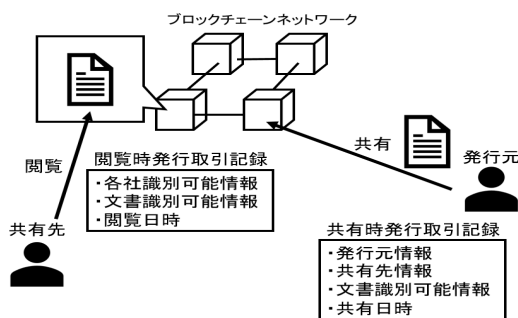 ブロックチェーンネットワーク
共有
発行元
閲覧
閲覧時発行取引記録
・各社識別可能情報
・文書識別可能情報
・閲覧日時
共有先
共有時発行取引記録
・発行元情報
・共有先情報
・文書識別可能情報
・共有日時